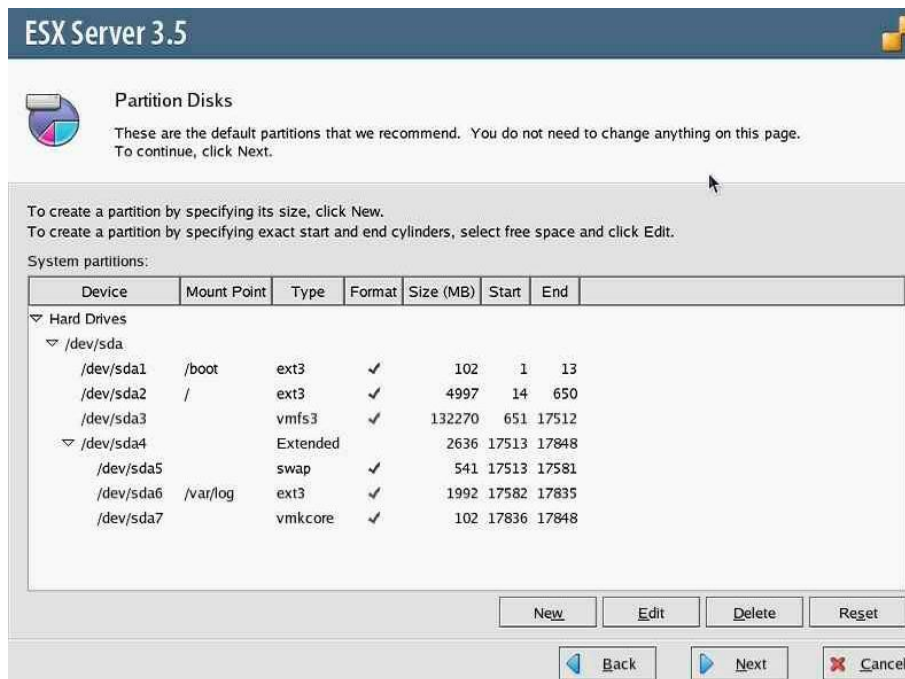 ESX Server 3.5
Partition Disks
These are the default partitions that we recommend. You do not need to change anything on this page.
To continue, click Next.
To create a partition by specifying its size, click New.
To create a partition by specifying exact start and end cylinders, select free space and click Edit.
System partitions:
Device Mount Point Type Format Size (MB) Start End
Hard Drives
/dev/sda
/dev/sda1 /boot ext3 ✓ 102 1 13
/dev/sda2 / ext3 ✓ 4997 14 650
/dev/sda3 vmfs3 ✓ 132270 651 17512
/dev/sda4 Extended 2636 17513 17848
/dev/sda5 swap ✓ 541 17513 17581
/dev/sda6 /var/log ext3 ✓ 1992 17582 17835
/dev/sda7 vmkcore ✓ 102 17836 17848
New Edit Delete Reset
Back Next Cancel